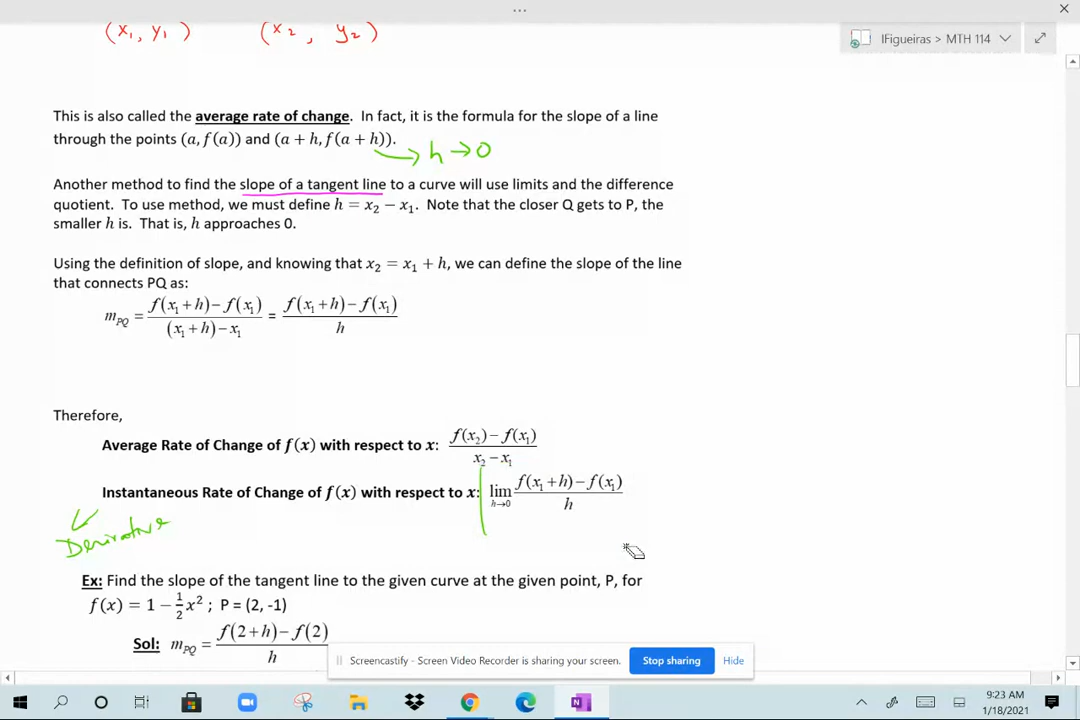 (x₁, y₁) (x₂, y₂)
IFigueiras > MTH 114
This is also called the average rate of change. In fact, it is the formula for the slope of a line
through the points (a, f(a)) and (a + h, f(a + h)).
h → 0
Another method to find the slope of a tangent line to a curve will use limits and the difference
quotient. To use method, we must define h = x₂ − x₁. Note that the closer Q gets to P, the
smaller h is. That is, h approaches 0.
Using the definition of slope, and knowing that x₂ = x₁ + h, we can define the slope of the line
that connects PQ as:
m_PQ = (f(x₁ + h) − f(x₁)) / ((x₁ + h) − x₁) = (f(x₁ + h) − f(x₁)) / h
Therefore,
Average Rate of Change of f(x) with respect to x: (f(x₂) − f(x₁)) / (x₂ − x₁)
Instantaneous Rate of Change of f(x) with respect to x: lim h→0 (f(x₁ + h) − f(x₁)) / h
Derivative
Ex: Find the slope of the tangent line to the given curve at the given point, P, for
f(x) = 1 − ½x² ; P = (2, -1)
Sol: m_PQ = (f(2 + h) − f(2)) / h
Screencastify - Screen Video Recorder is sharing your screen. Stop sharing Hide
9:23 AM
1/18/2021